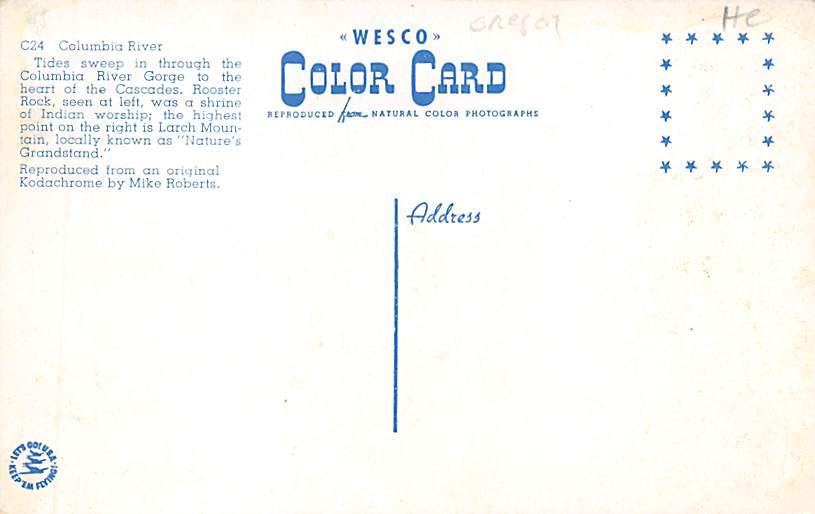 Oregon
He
C24 Columbia River
Tides sweep in through the
Columbia River Gorge to the
heart of the Cascades. Rooster
Rock, seen at left, was a shrine
of Indian worship; the highest
point on the right is Larch Moun-
tain, locally known as "Nature's
Grandstand."
Reproduced from an original
Kodachrome by Mike Roberts.
«WESCO»
COLOR CARD
REPRODUCED from NATURAL COLOR PHOTOGRAPHS
Address
LET'S GO! U.S.A.
KEEP 'EM FLYING!